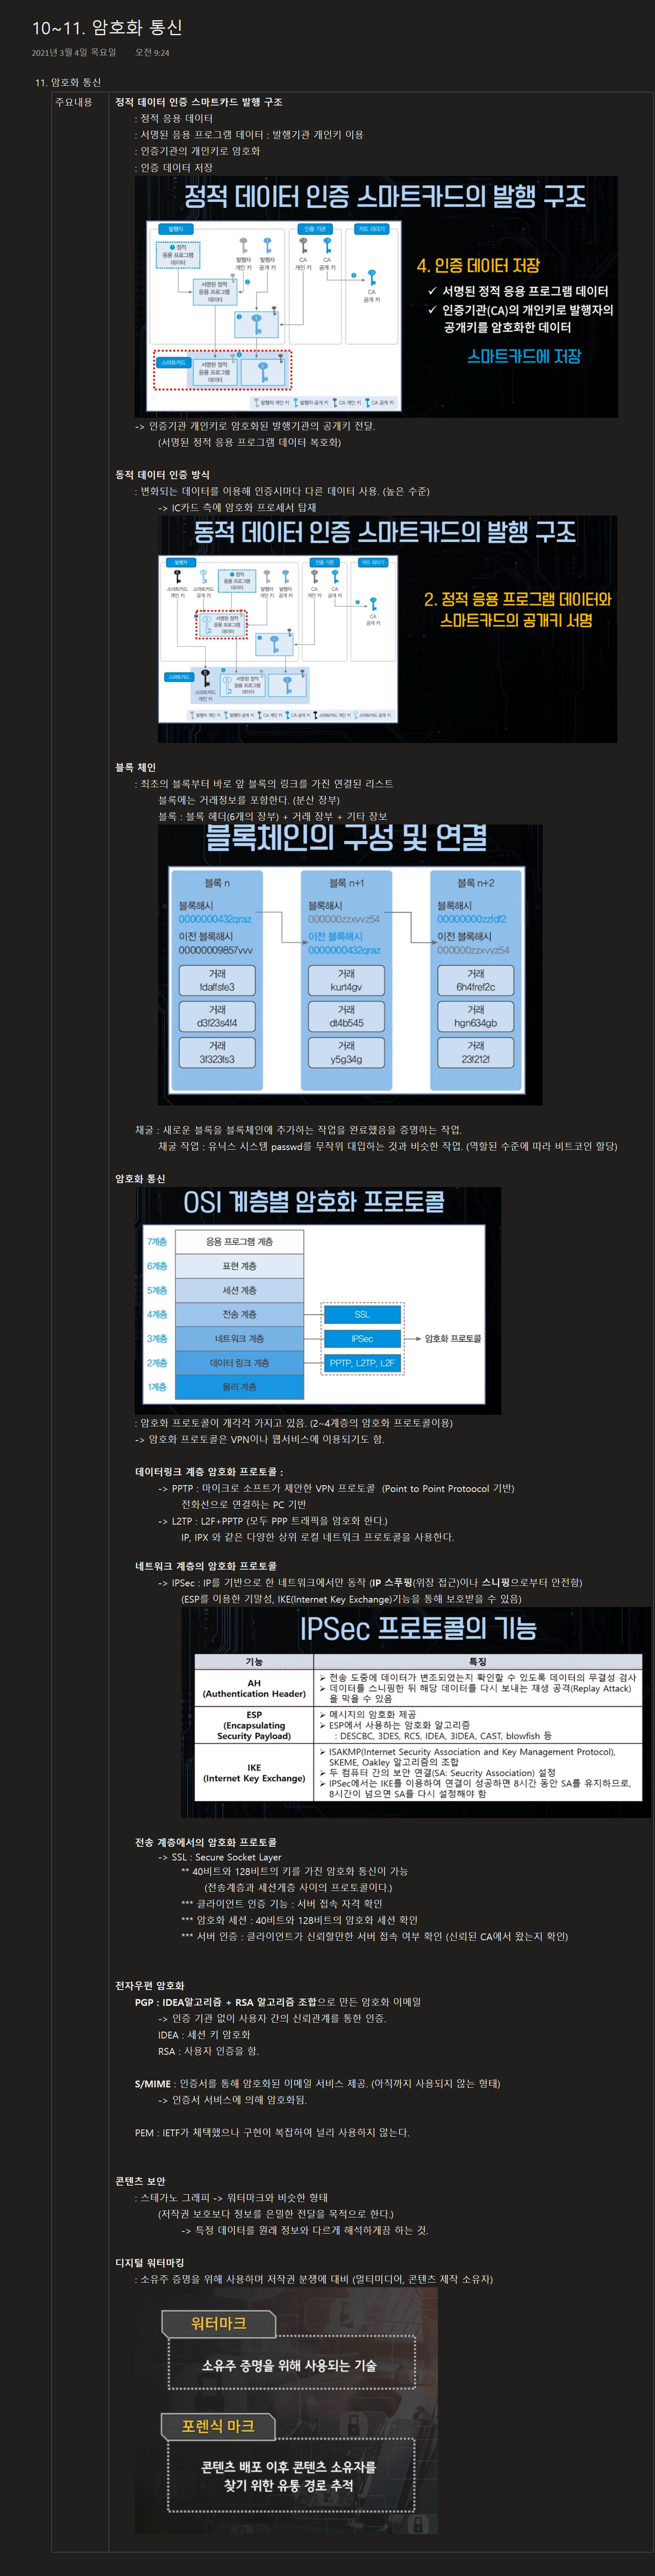 10~11. 암호화 통신
2021년 3월 4일 목요일 오전 9:24
11. 암호화 통신
주요내용
정적 데이터 인증 스마트카드 발행 구조
: 정적 응용 데이터
: 서명된 응용 프로그램 데이터 : 발행기관 개인키 이용
: 인증기관의 개인키로 암호화
: 인증 데이터 저장
정적 데이터 인증 스마트카드의 발행 구조
발행자 인증 기관 카드 리더기
❶ 정적
응용 프로그램
데이터
발행자
개인 키
발행자
공개 키
CA
개인 키
CA
공개 키
CA
공개 키
서명된 정적
응용 프로그램
데이터
스마트카드
서명된 정적
응용 프로그램
데이터
발행자 개인 키 발행자 공개 키 CA 개인 키 CA 공개 키
4. 인증 데이터 저장
✓ 서명된 정적 응용 프로그램 데이터
✓ 인증기관(CA)의 개인키로 발행자의
공개키를 암호화한 데이터
스마트카드에 저장
-> 인증기관 개인키로 암호화된 발행기관의 공개키 전달.
(서명된 정적 응용 프로그램 데이터 복호화)
동적 데이터 인증 방식
: 변화되는 데이터를 이용해 인증시마다 다른 데이터 사용. (높은 수준)
-> IC카드 측에 암호화 프로세서 탑재
동적 데이터 인증 스마트카드의 발행 구조
발행자 인증 기관 카드 리더기
스마트카드
개인 키
스마트카드
공개 키
❶ 정적
응용 프로그램
데이터
발행자
개인 키
발행자
공개 키
CA
개인 키
CA
공개 키
CA
공개 키
서명된 정적
응용 프로그램
데이터
스마트카드
스마트카드
개인 키
서명된 정적
응용 프로그램
데이터
발행자 개인 키 발행자 공개 키 CA 개인 키 CA 공개 키 스마트카드 개인 키 스마트카드 공개 키
2. 정적 응용 프로그램 데이터와
스마트카드의 공개키 서명
블록 체인
: 최초의 블록부터 바로 앞 블록의 링크를 가진 연결된 리스트
블록에는 거래정보를 포함한다. (분산 장부)
블록 : 블록 헤더(6개의 장부) + 거래 장부 + 기타 장보
블록체인의 구성 및 연결
블록 n 블록 n+1 블록 n+2
블록해시 블록해시 블록해시
0000000432qraz 000000zzxvvz54 00000000zzfdf2
이전 블록해시 이전 블록해시 이전 블록해시
00000009857vvv 0000000432qraz 000000zzxvvz54
거래 거래 거래
fdaffsfe3 kurt4gv 6h4fref2c
거래 거래 거래
d3f23s4f4 dt4b545 hgn634gb
거래 거래 거래
3f323fs3 y5g34g 23f212f
채굴 : 새로운 블록을 블록체인에 추가하는 작업을 완료했음을 증명하는 작업.
채굴 작업 : 유닉스 시스템 passwd를 무작위 대입하는 것과 비슷한 작업. (역할된 수준에 따라 비트코인 할당)
암호화 통신
OSI 계층별 암호화 프로토콜
7계층 응용 프로그램 계층
6계층 표현 계층
5계층 세션 계층
4계층 전송 계층 SSL
3계층 네트워크 계층 IPSec 암호화 프로토콜
2계층 데이터 링크 계층 PPTP, L2TP, L2F
1계층 물리 계층
: 암호화 프로토콜이 개각각 가지고 있음. (2~4계층의 암호화 프로토콜이용)
-> 암호화 프로토콜은 VPN이나 웹서비스에 이용되기도 함.
데이터링크 계층 암호화 프로토콜 :
-> PPTP : 마이크로 소프트가 제안한 VPN 프로토콜 (Point to Point Protoocol 기반)
전화선으로 연결하는 PC 기반
-> L2TP : L2F+PPTP (모두 PPP 트래픽을 암호화 한다.)
IP, IPX 와 같은 다양한 상위 로컬 네트워크 프로토콜을 사용한다.
네트워크 계층의 암호화 프로토콜
-> IPSec : IP를 기반으로 한 네트워크에서만 동작 (IP 스푸핑(위장 접근)이나 스니핑으로부터 안전함)
(ESP를 이용한 기말성, IKE(Internet Key Exchange)기능을 통해 보호받을 수 있음)
IPSec 프로토콜의 기능
기능 특징
AH
(Authentication Header)
➢ 전송 도중에 데이터가 변조되었는지 확인할 수 있도록 데이터의 무결성 검사
➢ 데이터를 스니핑한 뒤 해당 데이터를 다시 보내는 재생 공격(Replay Attack)
을 막을 수 있음
ESP
(Encapsulating
Security Payload)
➢ 메시지의 암호화 제공
➢ ESP에서 사용하는 암호화 알고리즘
: DESCBC, 3DES, RC5, IDEA, 3IDEA, CAST, blowfish 등
IKE
(Internet Key Exchange)
➢ ISAKMP(Internet Security Association and Key Management Protocol),
SKEME, Oakley 알고리즘의 조합
➢ 두 컴퓨터 간의 보안 연결(SA: Seucrity Association) 설정
➢ IPSec에서는 IKE를 이용하여 연결이 성공하면 8시간 동안 SA를 유지하므로,
8시간이 넘으면 SA를 다시 설정해야 함
전송 계층에서의 암호화 프로토콜
-> SSL : Secure Socket Layer
** 40비트와 128비트의 키를 가진 암호화 통신이 가능
(전송계층과 세션게층 사이의 프로토콜이다.)
*** 클라이언트 인증 기능 : 서버 접속 자격 확인
*** 암호화 세션 : 40비트와 128비트의 암호화 세션 확인
*** 서버 인증 : 클라이언트가 신뢰할만한 서버 접속 여부 확인 (신뢰된 CA에서 왔는지 확인)
전자우편 암호화
PGP : IDEA알고리즘 + RSA 알고리즘 조합으로 만든 암호화 이메일
-> 인증 기관 없이 사용자 간의 신뢰관계를 통한 인증.
IDEA : 세션 키 암호화
RSA : 사용자 인증을 함.
S/MIME : 인증서를 통해 암호화된 이메일 서비스 제공. (아직까지 사용되지 않는 형태)
-> 인증서 서비스에 의해 암호화됨.
PEM : IETF가 체택했으나 구현이 복잡하여 널리 사용하지 않는다.
콘텐츠 보안
: 스테가노 그래피 -> 워터마크와 비슷한 형태
(저작권 보호보다 정보를 은밀한 전달을 목적으로 한다.)
-> 특정 데이터를 원래 정보와 다르게 해석하게끔 하는 것.
디지털 워터마킹
: 소유주 증명을 위해 사용하며 저작권 분쟁에 대비 (멀티미디어, 콘텐츠 제작 소유자)
워터마크
소유주 증명을 위해 사용되는 기술
포렌식 마크
콘텐츠 배포 이후 콘텐츠 소유자를
찾기 위한 유통 경로 추적